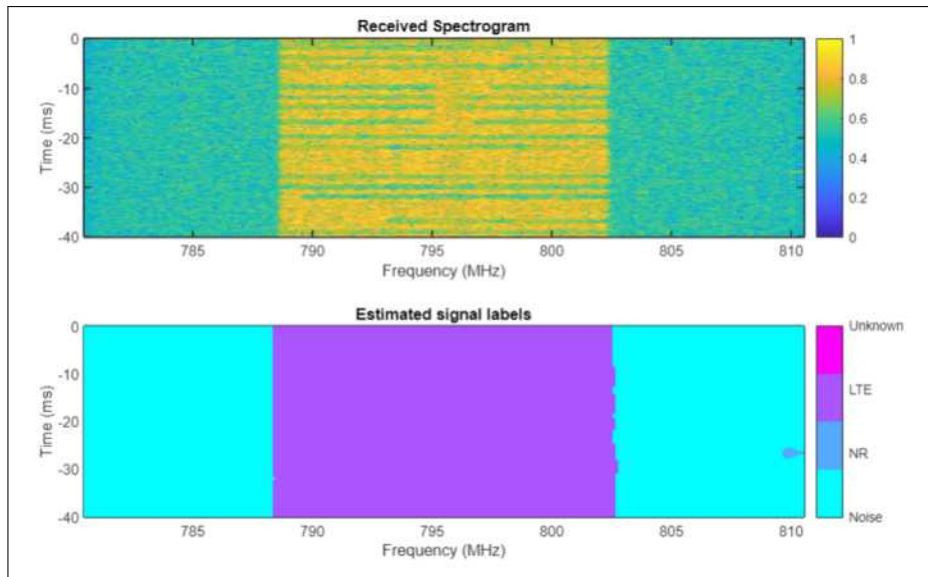 Received Spectrogram
0
-10
-20
-30
-40
Time (ms)
785
790
795
800
805
810
Frequency (MHz)
1
0.8
0.6
0.4
0.2
0
Estimated signal labels
0
-10
-20
-30
-40
Time (ms)
785
790
795
800
805
810
Frequency (MHz)
Unknown
LTE
NR
Noise